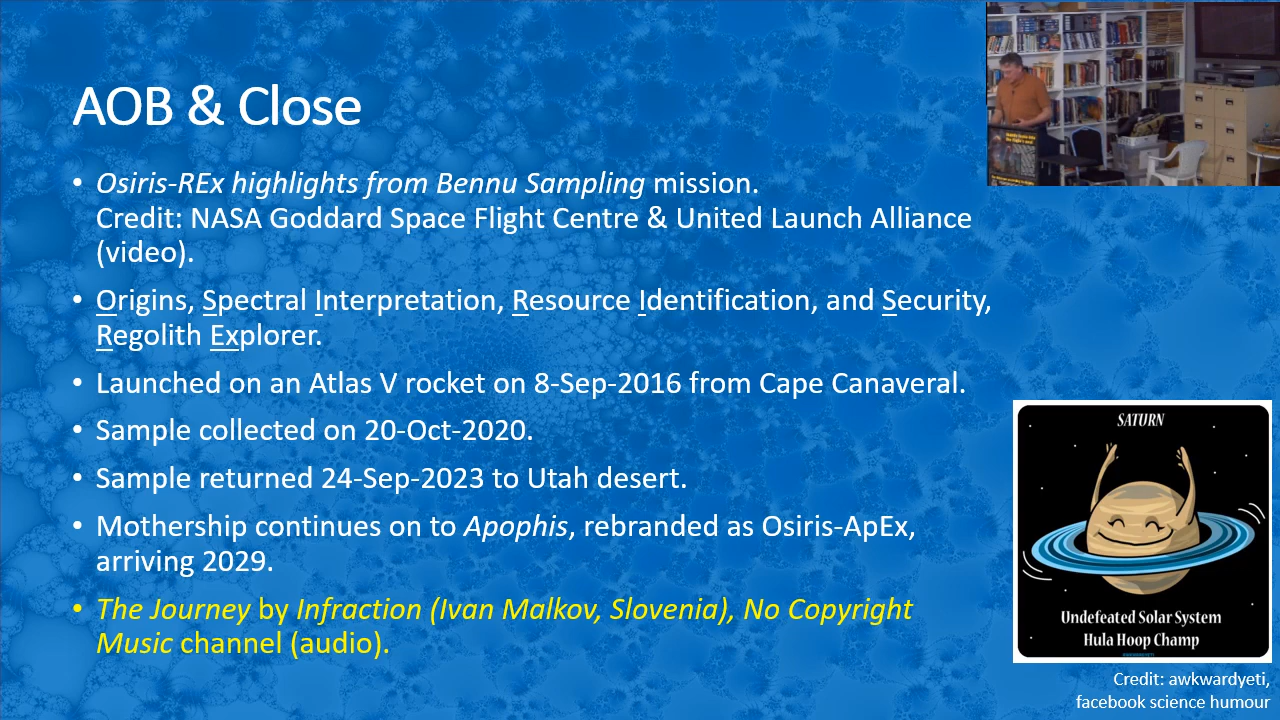 AOB & Close
• Osiris-REx highlights from Bennu Sampling mission.
Credit: NASA Goddard Space Flight Centre & United Launch Alliance
(video).
• Origins, Spectral Interpretation, Resource Identification, and Security,
Regolith Explorer.
• Launched on an Atlas V rocket on 8-Sep-2016 from Cape Canaveral.
• Sample collected on 20-Oct-2020.
• Sample returned 24-Sep-2023 to Utah desert.
• Mothership continues on to Apophis, rebranded as Osiris-ApEx,
arriving 2029.
• The Journey by Infraction (Ivan Malkov, Slovenia), No Copyright
Music channel (audio).
SATURN
Undefeated Solar System
Hula Hoop Champ
Credit: awkwardyeti,
facebook science humour